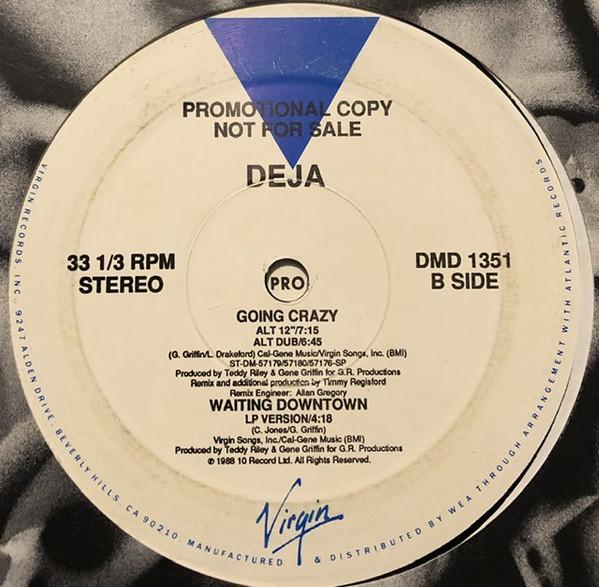 PROMOTIONAL COPY
NOT FOR SALE
DEJA
33 1/3 RPM
STEREO
DMD 1351
B SIDE
PRO
GOING CRAZY
ALT 12"/7:15
ALT DUB/6:45
(G. Griffin/L. Drakeford) Cal-Gene Music/Virgin Songs, Inc. (BMI)
ST-DM-57179/57180/57176-SP
Produced by Teddy Riley & Gene Griffin for G.R. Productions
Remix and additional production by Timmy Regisford
Remix Engineer: Allan Gregory
WAITING DOWNTOWN
LP VERSION/4:18
(C. Jones/G. Griffin)
Virgin Songs, Inc./Cal-Gene Music (BMI)
Produced by Teddy Riley & Gene Griffin for G.R. Productions
℗ 1988 10 Record Ltd. All Rights Reserved.
Virgin
VIRGIN RECORDS, INC. 9247 ALDEN DRIVE, BEVERLY HILLS, CA 90210. MANUFACTURED & DISTRIBUTED BY WEA THROUGH ARRANGEMENT WITH ATLANTIC RECORDS